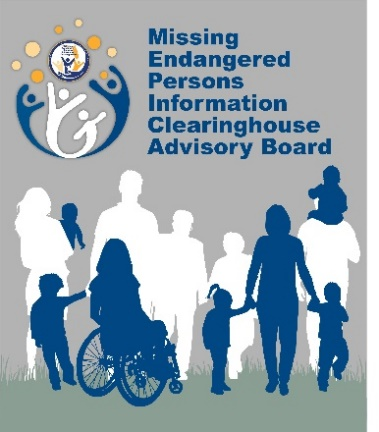 Missing
Endangered
Persons
Information
Clearinghouse
Advisory Board